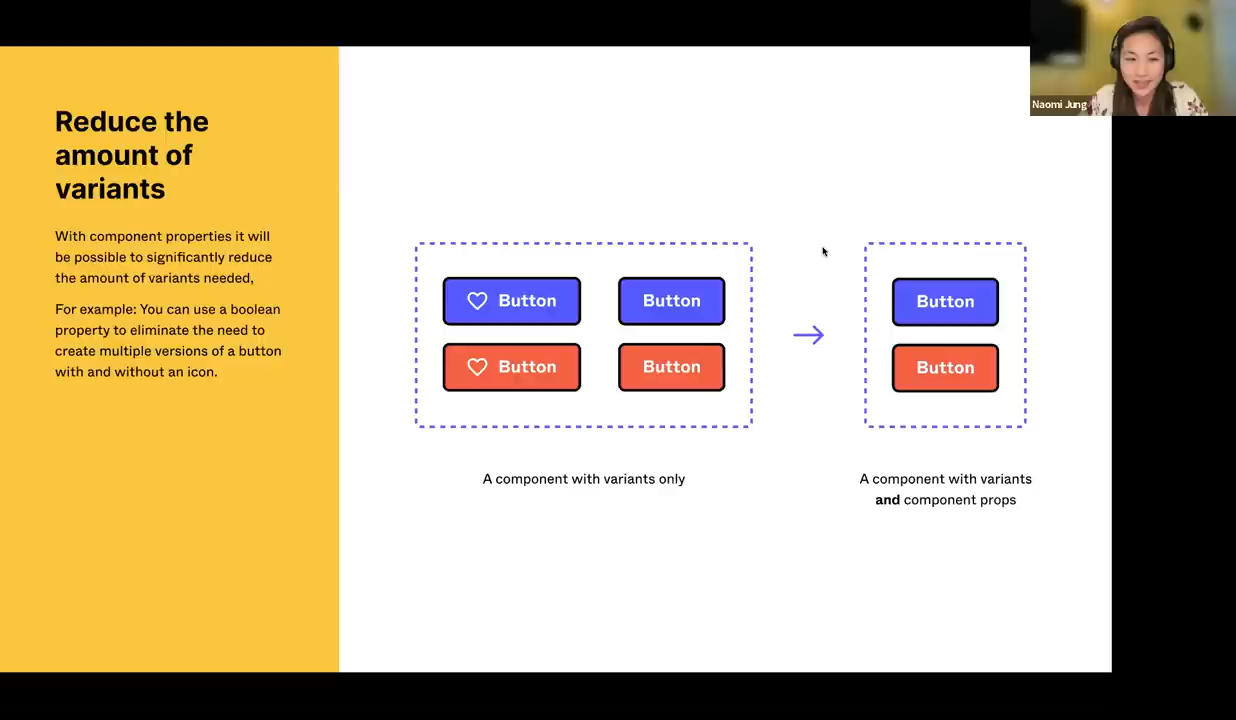 Reduce the
amount of
variants
With component properties it will
be possible to significantly reduce
the amount of variants needed,
For example: You can use a boolean
property to eliminate the need to
create multiple versions of a button
with and without an icon.
Button
Button
Button
Button
A component with variants only
Button
Button
A component with variants
and component props
Naomi Jung